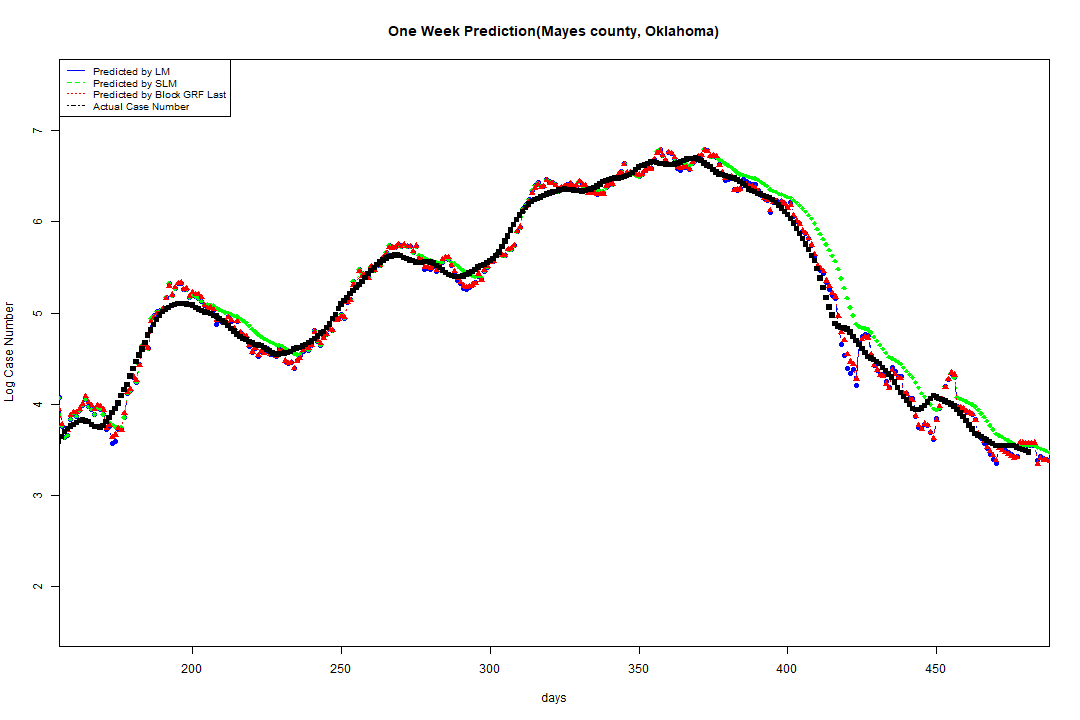 One Week Prediction(Mayes county, Oklahoma)
Predicted by LM
Predicted by SLM
Predicted by Block GRF Last
Actual Case Number
7
6
5
4
3
2
Log Case Number
200 250 300 350 400 450
days